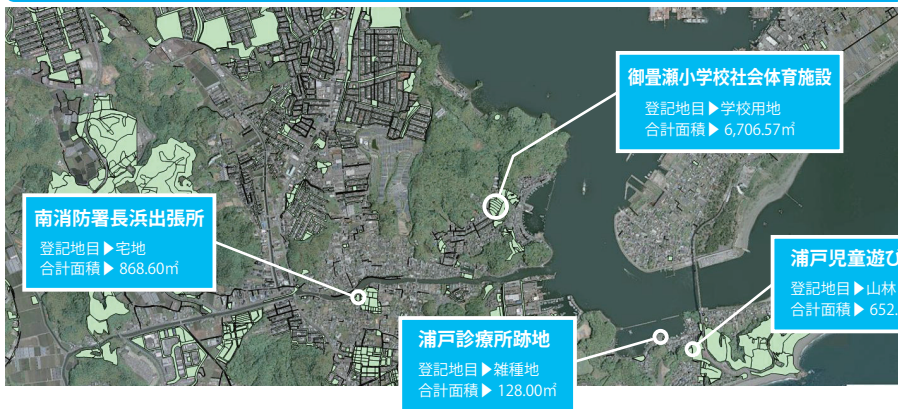 御畳瀬小学校社会体育施設
登記地目▶学校用地
合計面積▶ 6,706.57㎡
南消防署長浜出張所
登記地目▶宅地
合計面積▶ 868.60㎡
浦戸児童遊び
登記地目▶山林
合計面積▶ 652.
浦戸診療所跡地
登記地目▶雑種地
合計面積▶ 128.00㎡